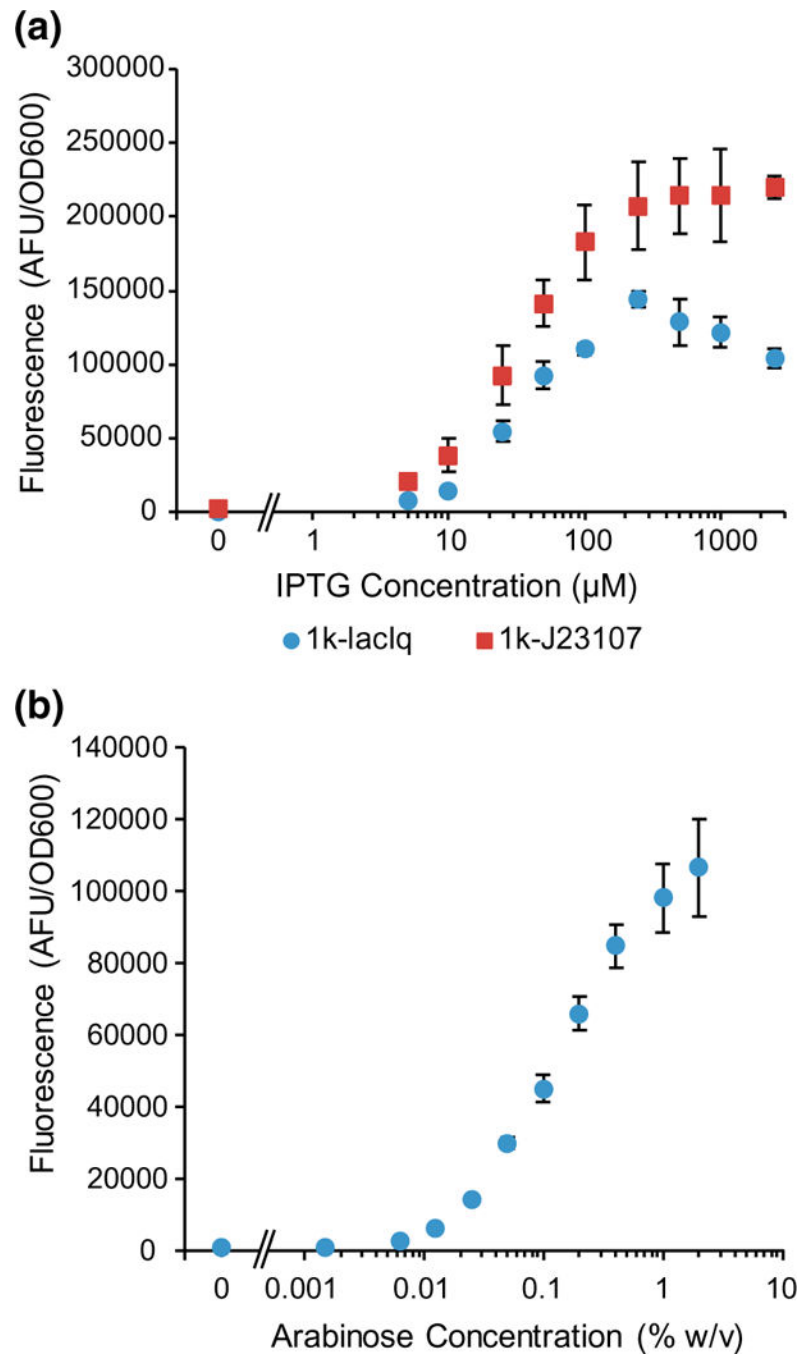 (a)
300000
250000
200000
150000
100000
50000
0
Fluorescence (AFU/OD600)
0 1 10 100 1000
IPTG Concentration (µM)
1k-lacIq 1k-J23107
(b)
140000
120000
100000
80000
60000
40000
20000
0
Fluorescence (AFU/OD600)
0 0.001 0.01 0.1 1 10
Arabinose Concentration (% w/v)